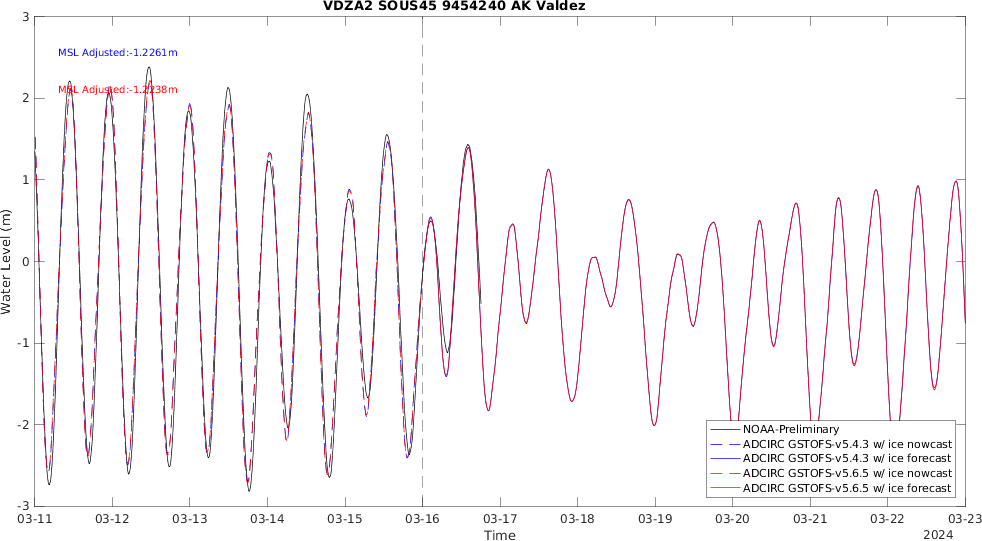 VDZA2 SOUS45 9454240 AK Valdez
MSL Adjusted:-1.2261m
MSL Adjusted:-1.2238m
Water Level (m)
3
2
1
0
-1
-2
-3
NOAA-Preliminary
ADCIRC GSTOFS-v5.4.3 w/ ice nowcast
ADCIRC GSTOFS-v5.4.3 w/ ice forecast
ADCIRC GSTOFS-v5.6.5 w/ ice nowcast
ADCIRC GSTOFS-v5.6.5 w/ ice forecast
03-11 03-12 03-13 03-14 03-15 03-16 03-17 03-18 03-19 03-20 03-21 03-22 03-23
Time
2024